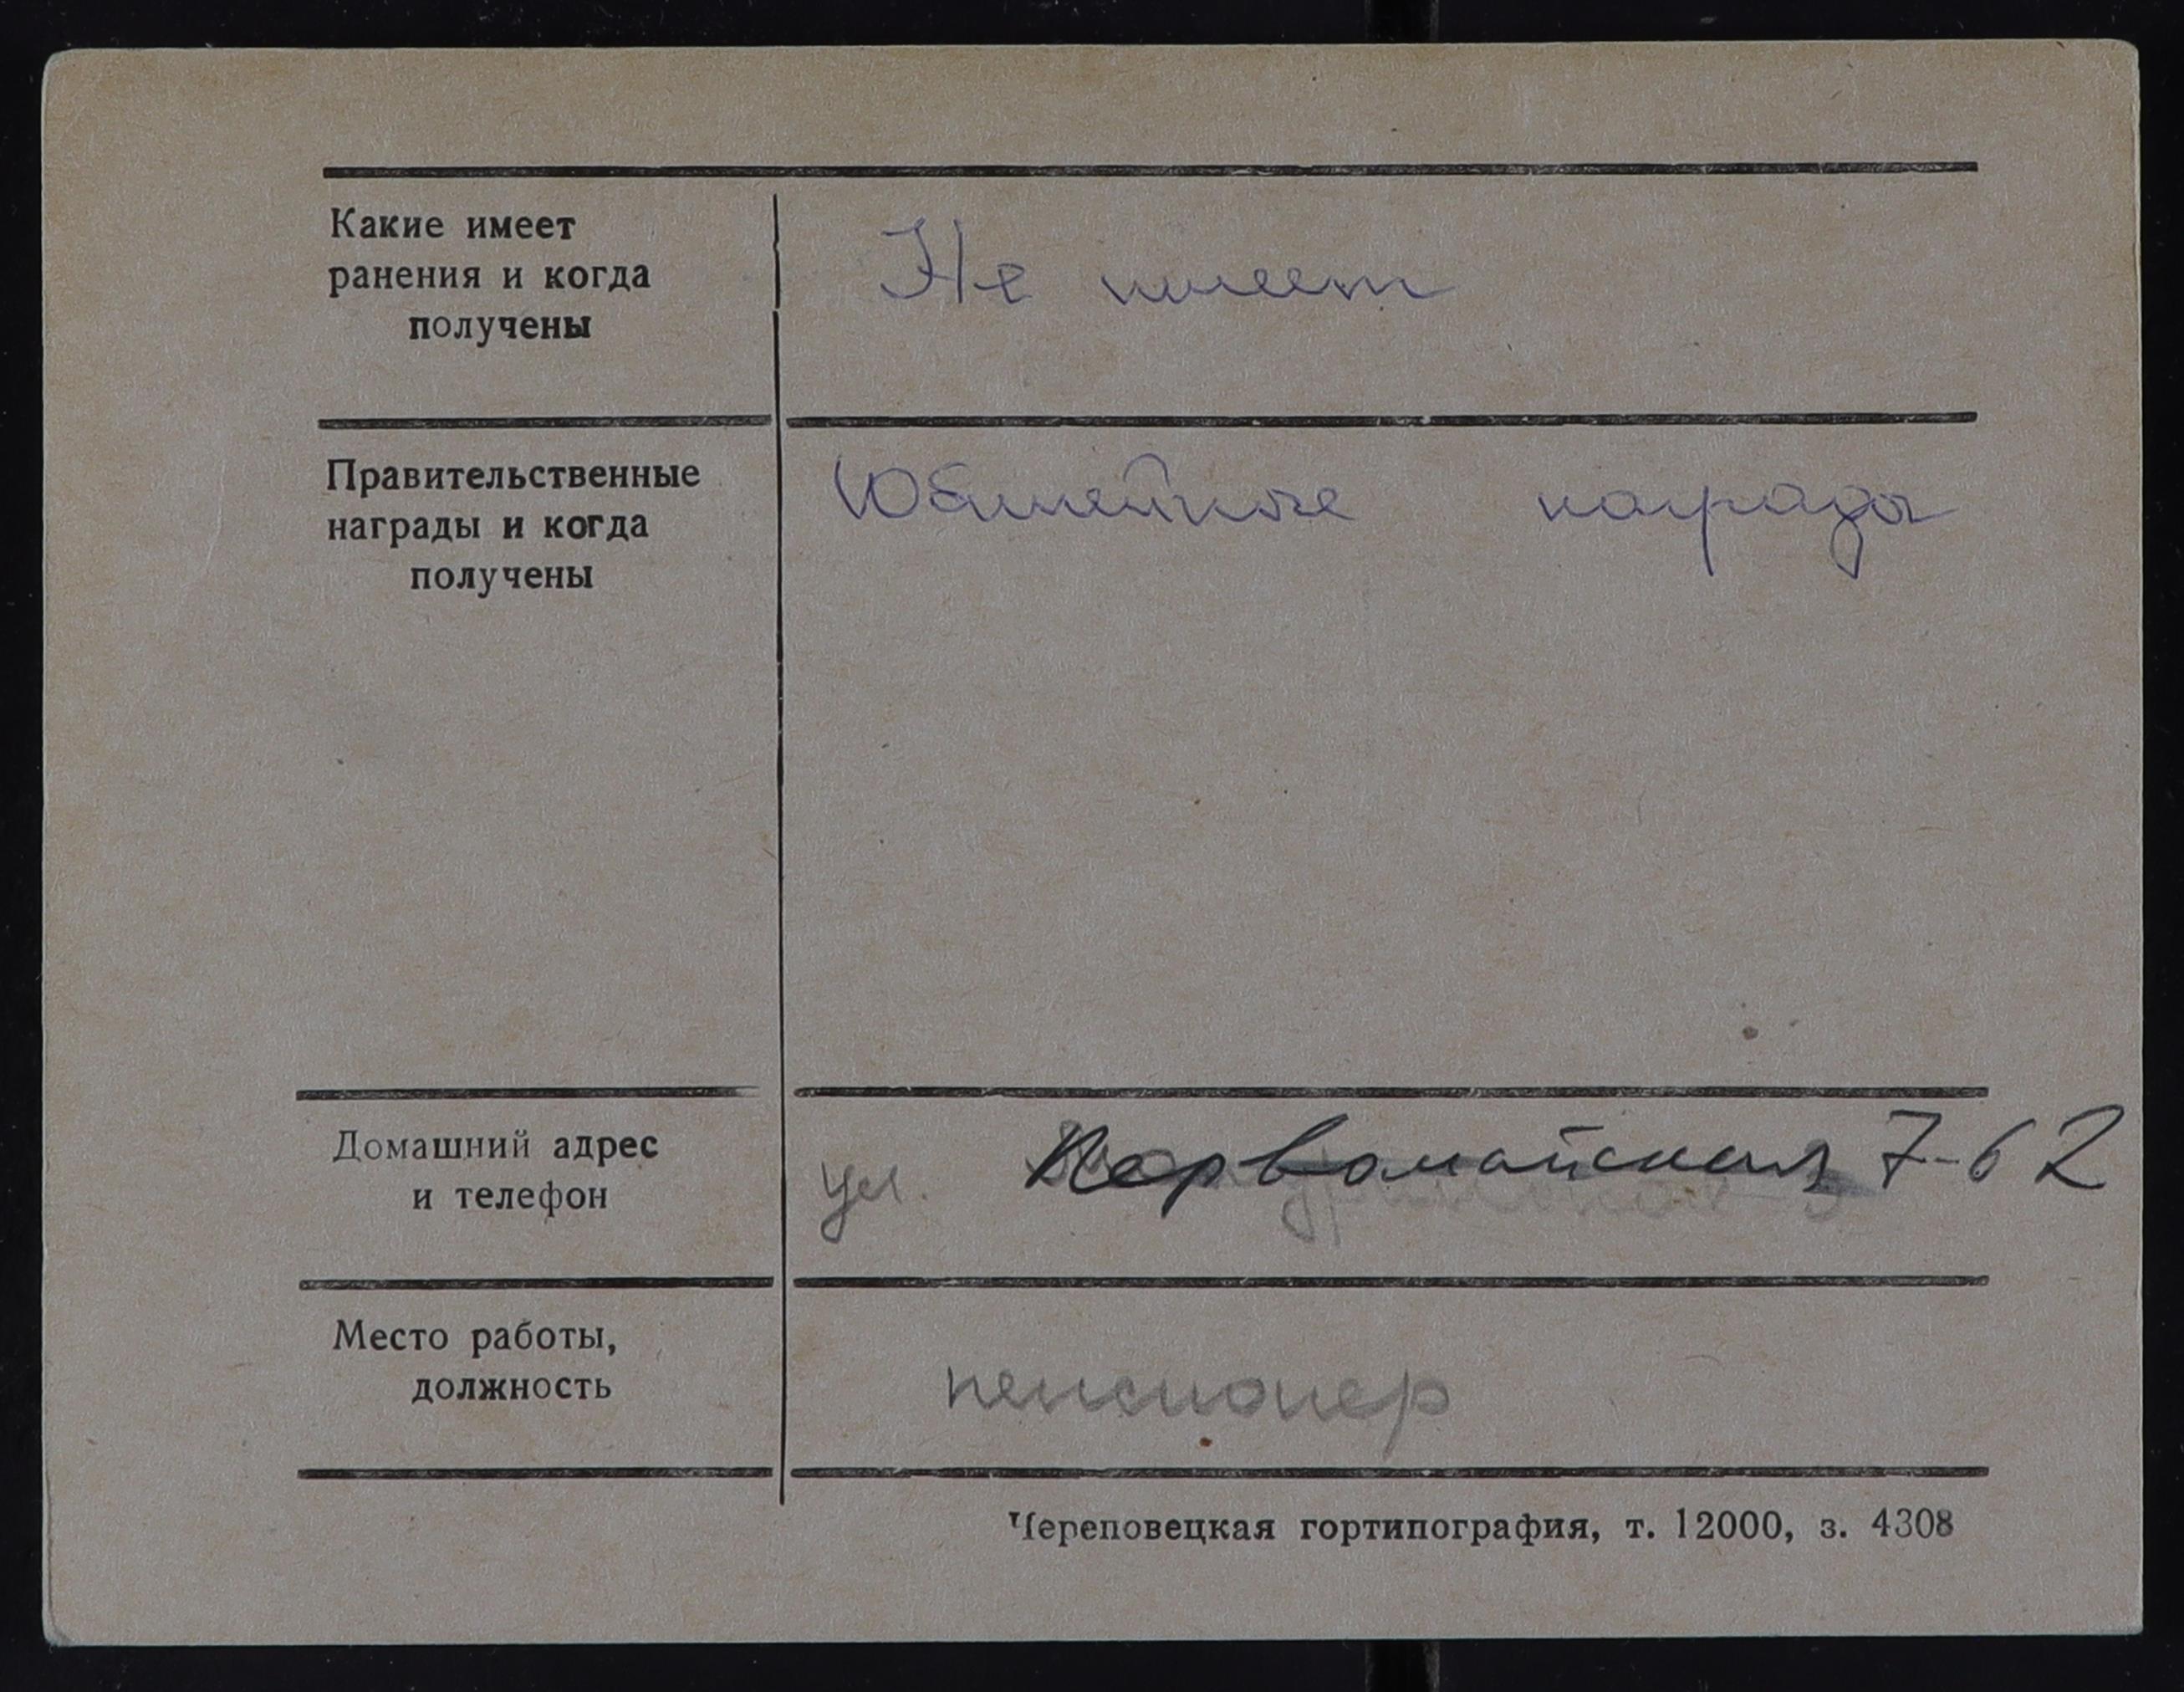 Какие имеет
ранения и когда
получены
Не имеет
Правительственные
награды и когда
получены
Юбилейные награды
Домашний адрес
и телефон
ул. Первомайская 7-62
Место работы,
должность
пенсионер
Череповецкая гортипография, т. 12000, з. 4308